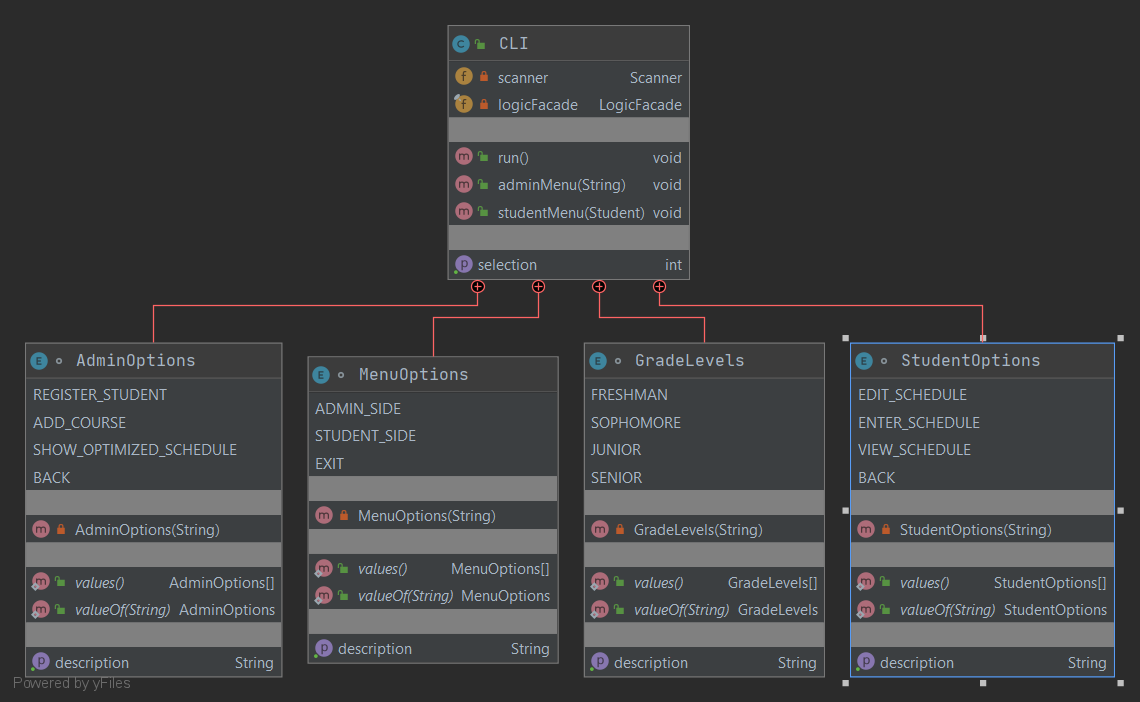 CLI
scanner Scanner
logicFacade LogicFacade
run() void
adminMenu(String) void
studentMenu(Student) void
selection int
AdminOptions
REGISTER_STUDENT
ADD_COURSE
SHOW_OPTIMIZED_SCHEDULE
BACK
AdminOptions(String)
values() AdminOptions[]
valueOf(String) AdminOptions
description String
MenuOptions
ADMIN_SIDE
STUDENT_SIDE
EXIT
MenuOptions(String)
values() MenuOptions[]
valueOf(String) MenuOptions
description String
GradeLevels
FRESHMAN
SOPHOMORE
JUNIOR
SENIOR
GradeLevels(String)
values() GradeLevels[]
valueOf(String) GradeLevels
description String
StudentOptions
EDIT_SCHEDULE
ENTER_SCHEDULE
VIEW_SCHEDULE
BACK
StudentOptions(String)
values() StudentOptions[]
valueOf(String) StudentOptions
description String
Powered by yFiles